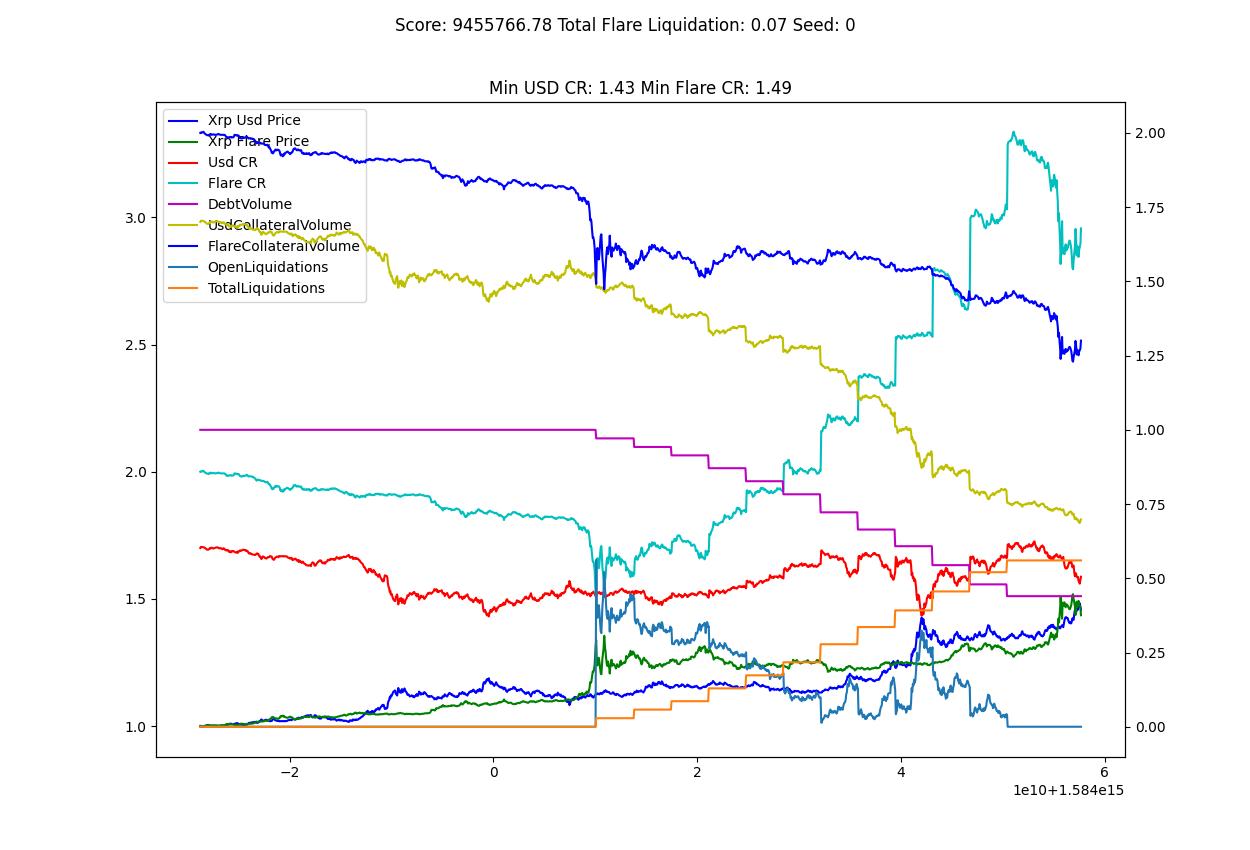 Score: 9455766.78 Total Flare Liquidation: 0.07 Seed: 0
Min USD CR: 1.43 Min Flare CR: 1.49
Xrp Usd Price
Xrp Flare Price
Usd CR
Flare CR
DebtVolume
UsdCollateralVolume
FlareCollateralVolume
OpenLiquidations
TotalLiquidations
3.0
2.5
2.0
1.5
1.0
2.00
1.75
1.50
1.25
1.00
0.75
0.50
0.25
0.00
−2
0
2
4
6
1e10+1.584e15